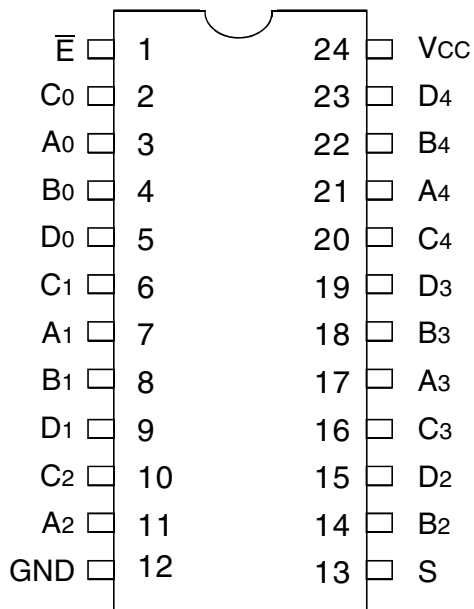 E̅ 1 24 VCC
C0 2 23 D4
A0 3 22 B4
B0 4 21 A4
D0 5 20 C4
C1 6 19 D3
A1 7 18 B3
B1 8 17 A3
D1 9 16 C3
C2 10 15 D2
A2 11 14 B2
GND 12 13 S